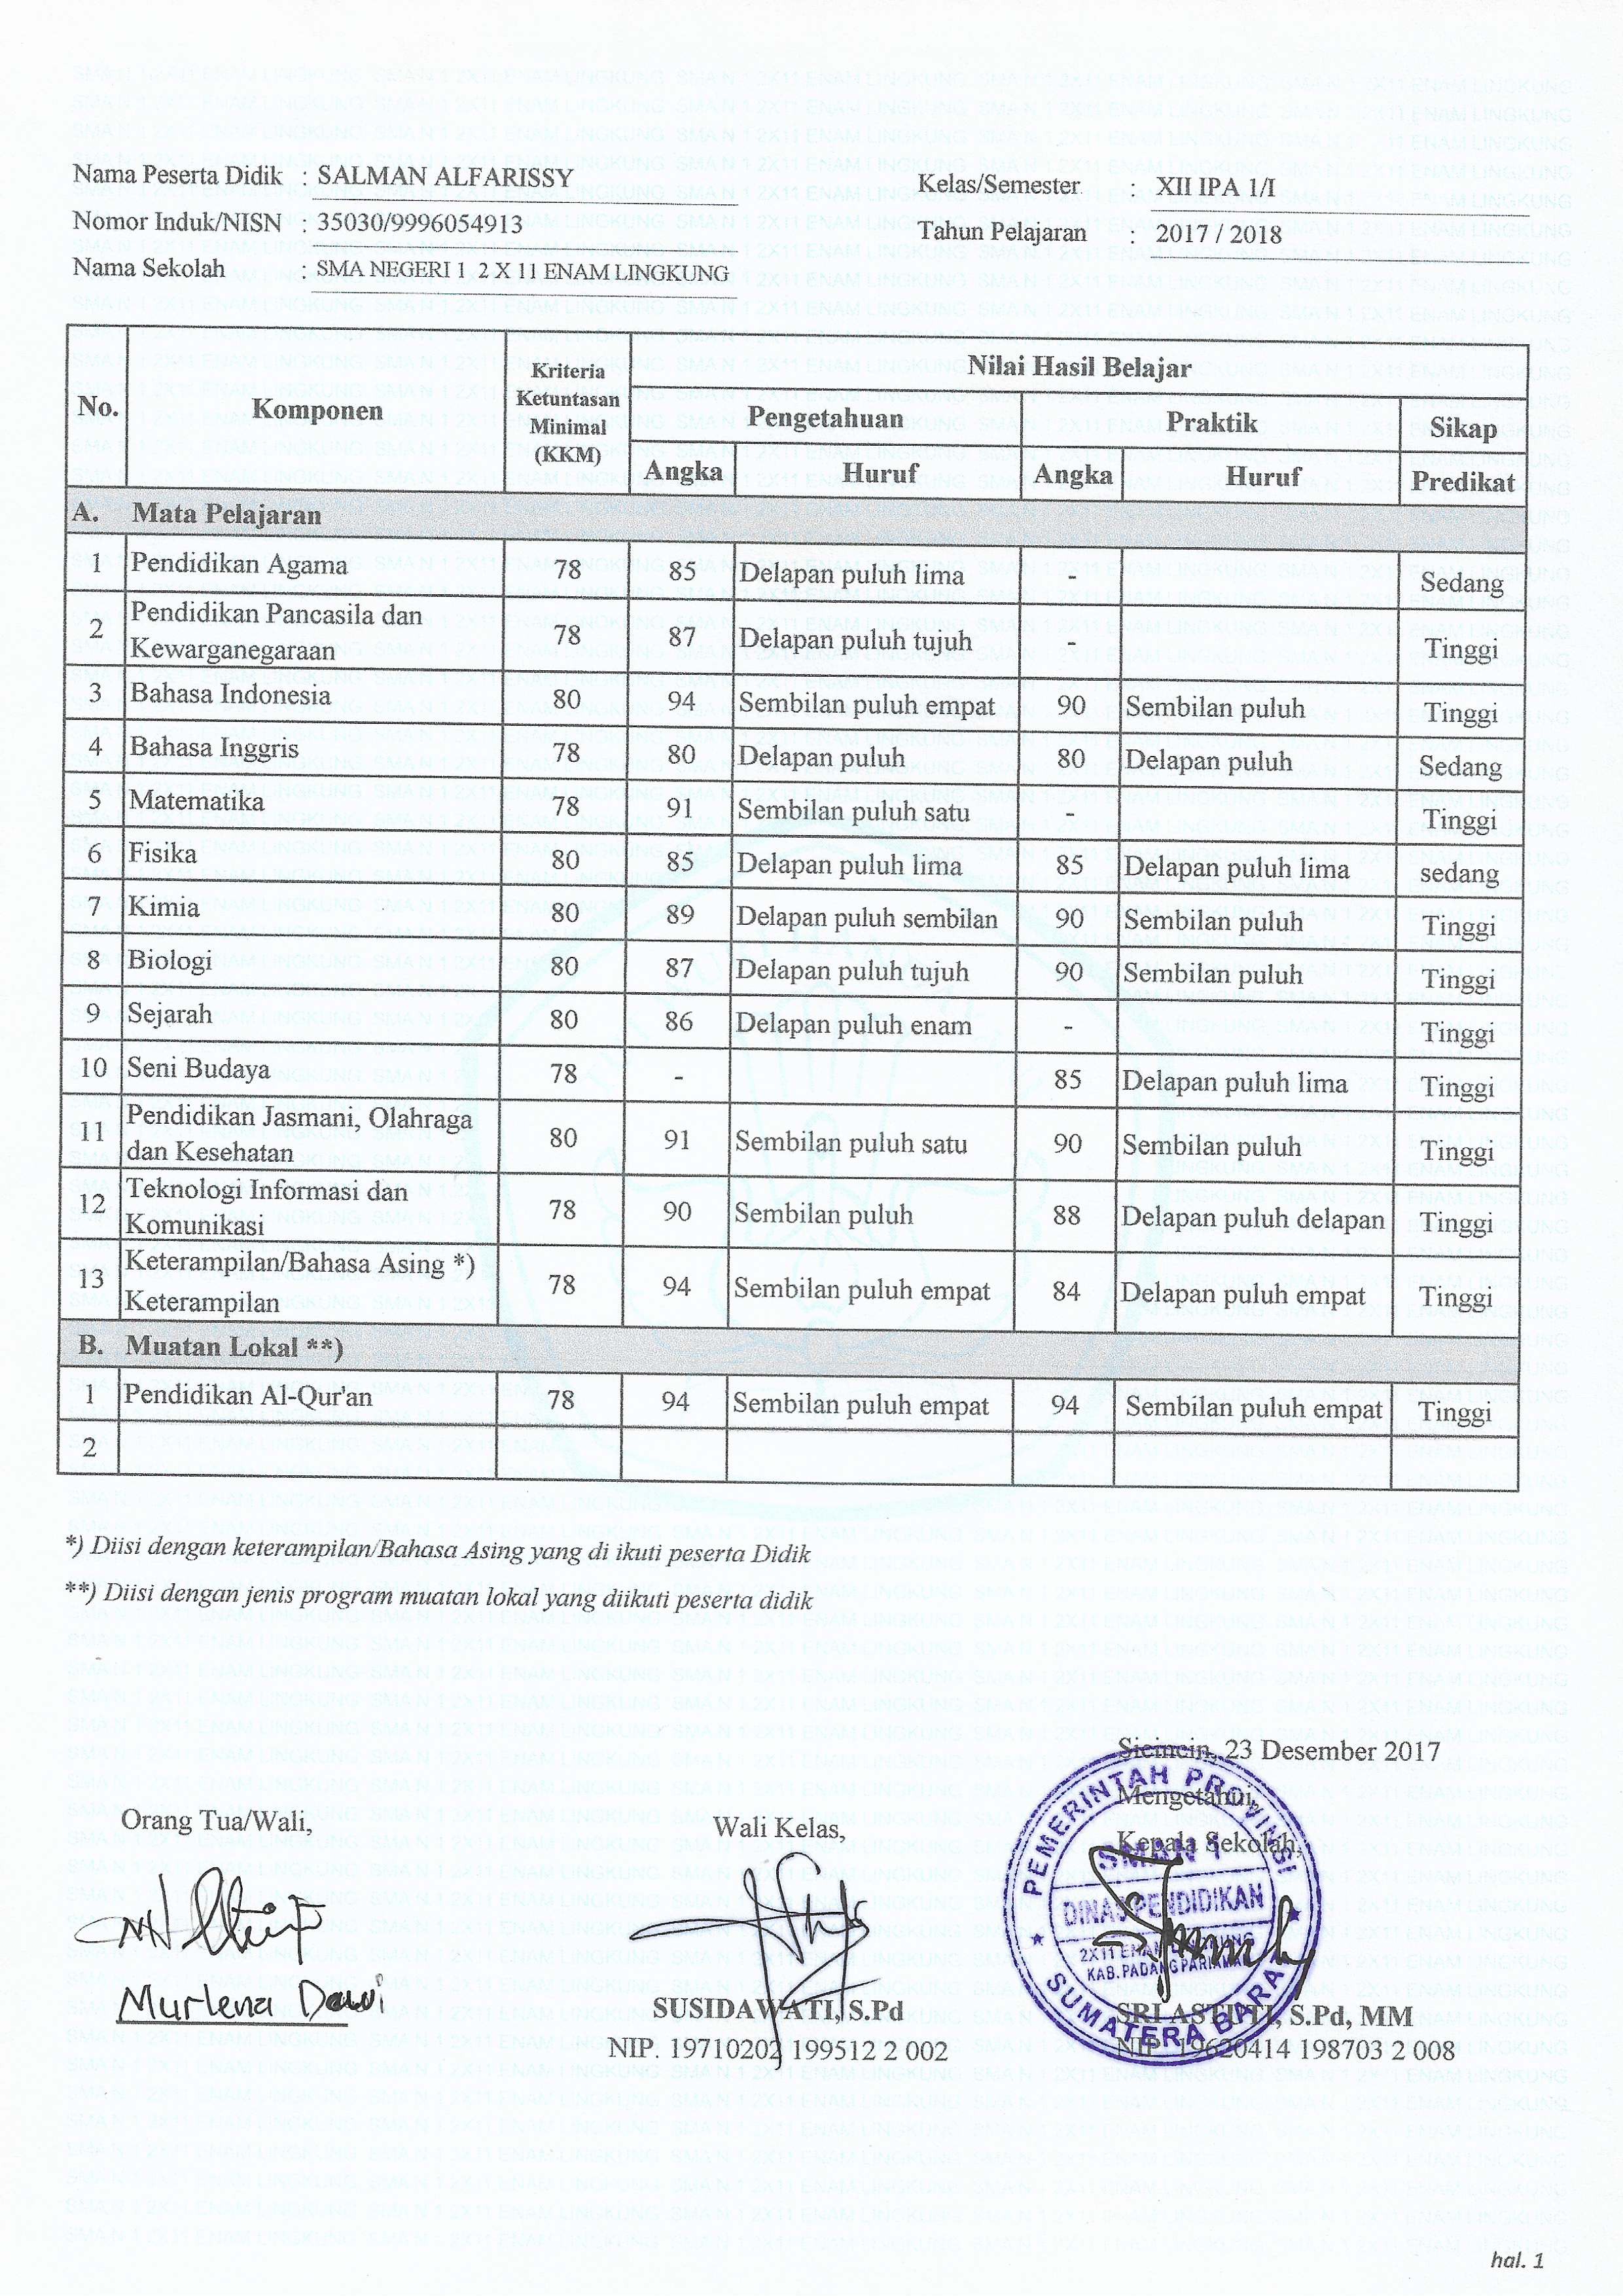 Nama Peserta Didik : SALMAN ALFARISSY
Nomor Induk/NISN : 35030/9996054913
Nama Sekolah : SMA NEGERI 1 2 X 11 ENAM LINGKUNG
Kelas/Semester : XII IPA 1/I
Tahun Pelajaran : 2017 / 2018
No. Komponen Kriteria Ketuntasan Minimal (KKM) Nilai Hasil Belajar
Pengetahuan Praktik Sikap
Angka Huruf Angka Huruf Predikat
A. Mata Pelajaran
Pendidikan Agama 78 85 Delapan puluh lima - Sedang
2 Pendidikan Pancasila dan Kewarganegaraan 78 87 Delapan puluh tujuh - Tinggi
3 Bahasa Indonesia 80 94 Sembilan puluh empat 90 Sembilan puluh Tinggi
4 Bahasa Inggris 78 80 Delapan puluh 80 Delapan puluh Sedang
5 Matematika 78 91 Sembilan puluh satu - Tinggi
6 Fisika 80 85 Delapan puluh lima 85 Delapan puluh lima sedang
7 Kimia 80 89 Delapan puluh sembilan 90 Sembilan puluh Tinggi
8 Biologi 80 87 Delapan puluh tujuh 90 Sembilan puluh Tinggi
9 Sejarah 80 86 Delapan puluh enam - Tinggi
10 Seni Budaya 78 - 85 Delapan puluh lima Tinggi
11 Pendidikan Jasmani, Olahraga dan Kesehatan 80 91 Sembilan puluh satu 90 Sembilan puluh Tinggi
12 Teknologi Informasi dan Komunikasi 78 90 Sembilan puluh 88 Delapan puluh delapan Tinggi
13 Keterampilan/Bahasa Asing *) Keterampilan 78 94 Sembilan puluh empat 84 Delapan puluh empat Tinggi
B. Muatan Lokal **)
1 Pendidikan Al-Qur'an 78 94 Sembilan puluh empat 94 Sembilan puluh empat Tinggi
2
*) Diisi dengan keterampilan/Bahasa Asing yang di ikuti peserta Didik
**) Diisi dengan jenis program muatan lokal yang diikuti peserta didik
Sicincin, 23 Desember 2017
Mengetahui,
Orang Tua/Wali,
Wali Kelas,
Kepala Sekolah,
PEMERINTAH PROVINSI
SMAN 1
DINAS PENDIDIKAN
2X11 ENAM LINGKUNG
KAB. PADANG PARIAMAN
SUMATERA BARAT
Murlena Dewi
SUSIDAWATI, S.Pd
NIP. 19710202 199512 2 002
SRI ASTUTI, S.Pd, MM
NIP. 19620414 198703 2 008
hal. 1